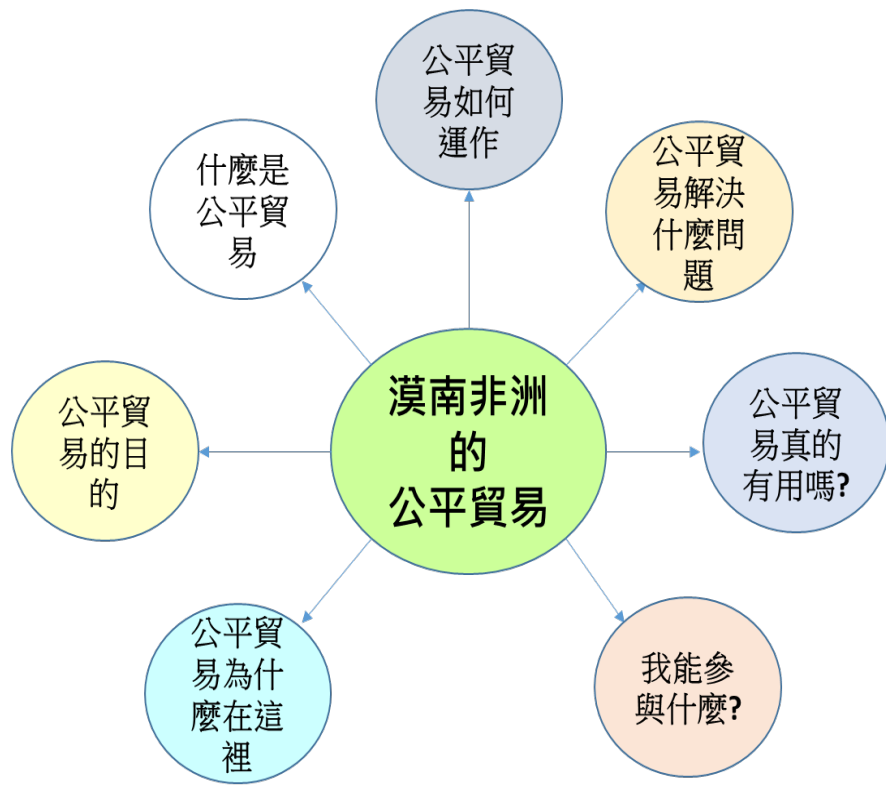 公平貿
易如何
運作
什麼是
公平貿
易
公平貿
易解決
什麼問
題
漠南非洲
的
公平貿易
公平貿
易的目
的
公平貿
易真的
有用嗎?
公平貿
易為什
麼在這
裡
我能參
與什麼?